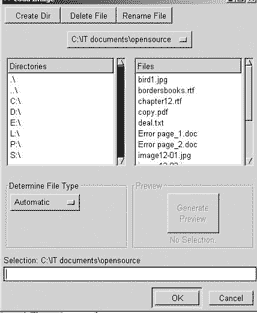 Load Image
Create Dir
Delete File
Rename File
C:\IT documents\opensource
Directories
.\
..\
C:\
D:\
E:\
L:\
P:\
S:\
Files
bird1.jpg
bordersbooks.rtf
chapter12.rtf
copy.pdf
deal.txt
Error page_1.doc
Error page_2.doc
image12-01.jpg
Determine File Type
Automatic
Preview
Generate
Preview
No Selection.
Selection: C:\IT documents\opensource
OK
Cancel